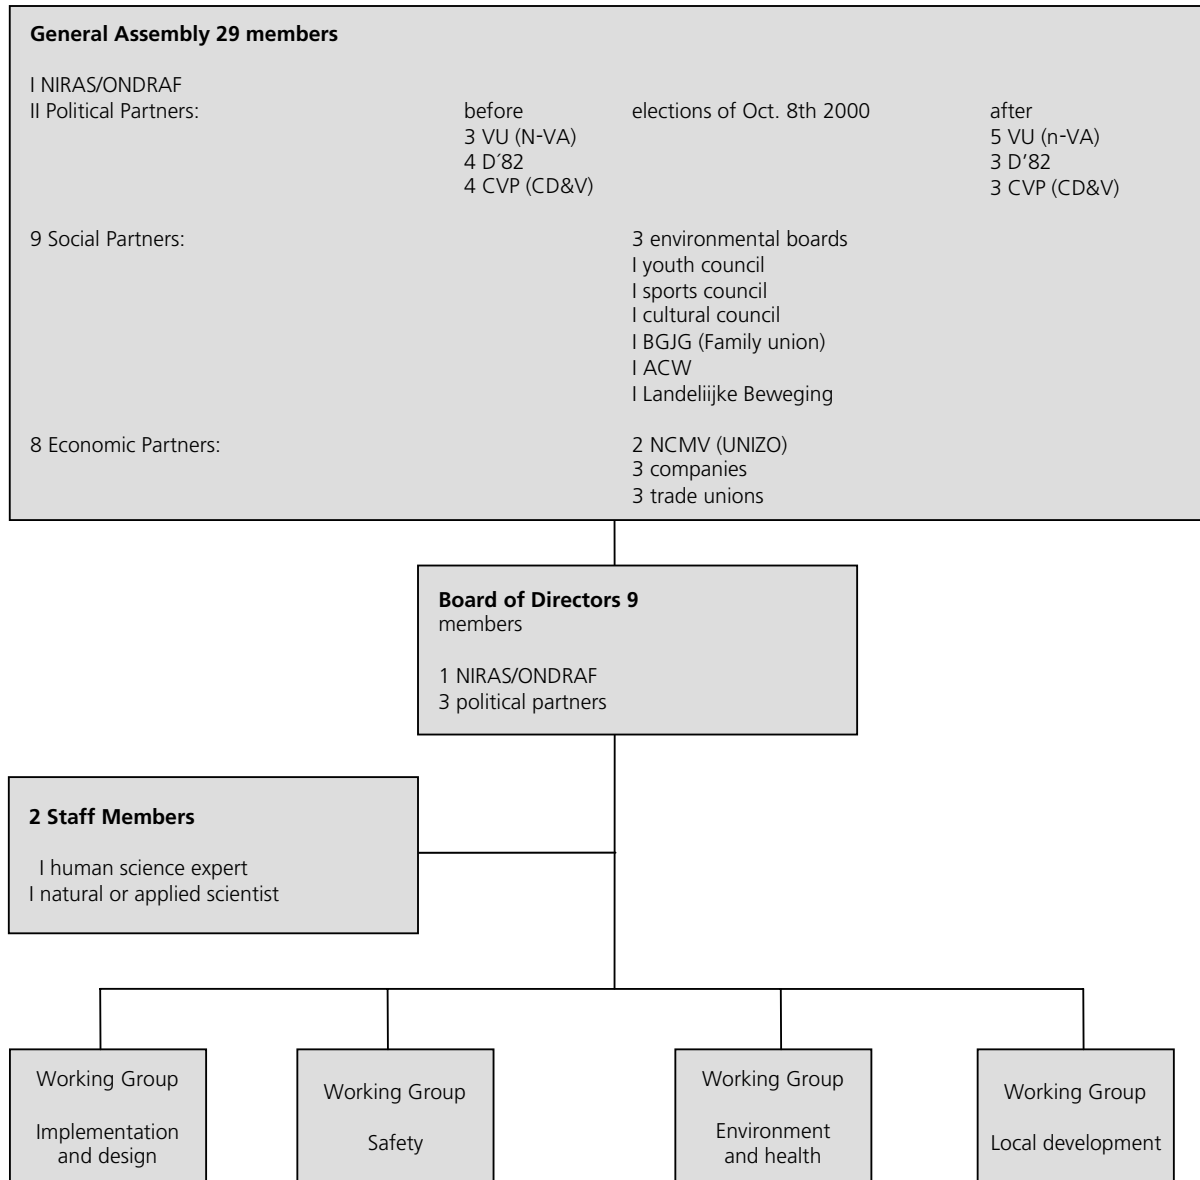 General Assembly 29 members
I NIRAS/ONDRAF
II Political Partners: before elections of Oct. 8th 2000 after
3 VU (N-VA) 5 VU (n-VA)
4 D´82 3 D’82
4 CVP (CD&V) 3 CVP (CD&V)
9 Social Partners: 3 environmental boards
I youth council
I sports council
I cultural council
I BGJG (Family union)
I ACW
I Landeliijke Beweging
8 Economic Partners: 2 NCMV (UNIZO)
3 companies
3 trade unions
Board of Directors 9
members
1 NIRAS/ONDRAF
3 political partners
2 Staff Members
I human science expert
I natural or applied scientist
Working Group
Implementation
and design
Working Group
Safety
Working Group
Environment
and health
Working Group
Local development